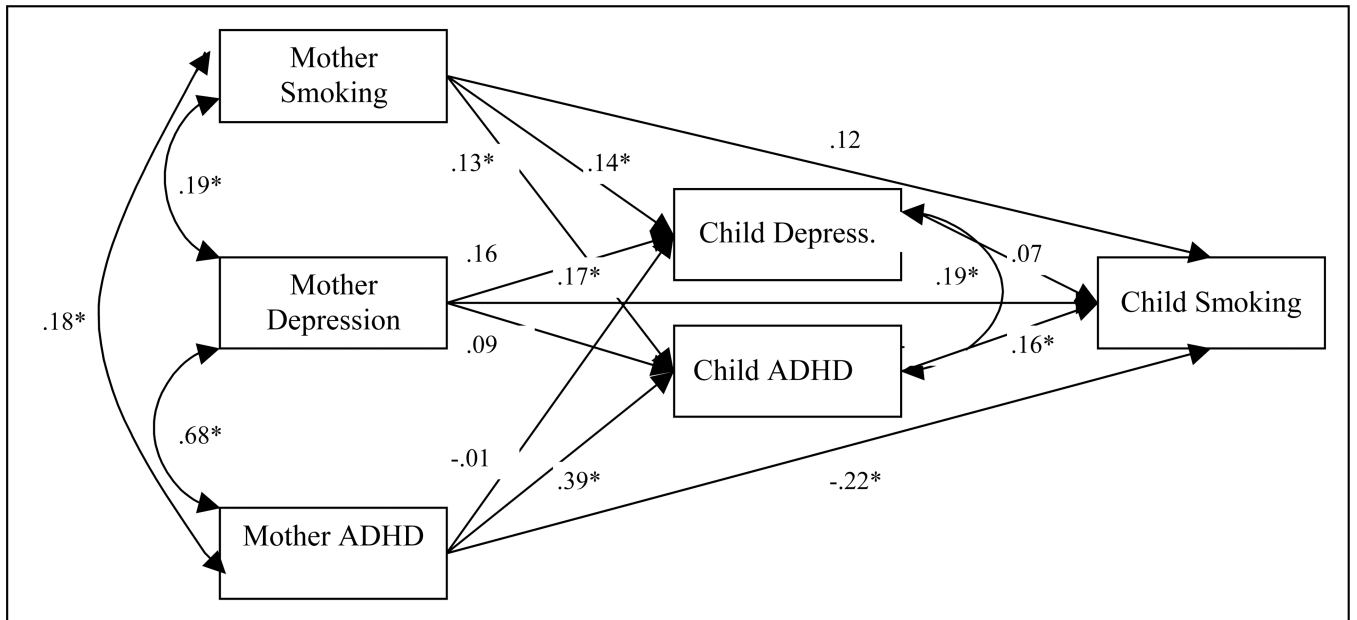 Mother
Smoking
.12
.13*
.14*
.19*
Child Depress.
.16
.17*
.19*
.07
Mother
Depression
Child Smoking
.18*
.09
Child ADHD
.16*
.68*
-.01
.39*
-.22*
Mother ADHD